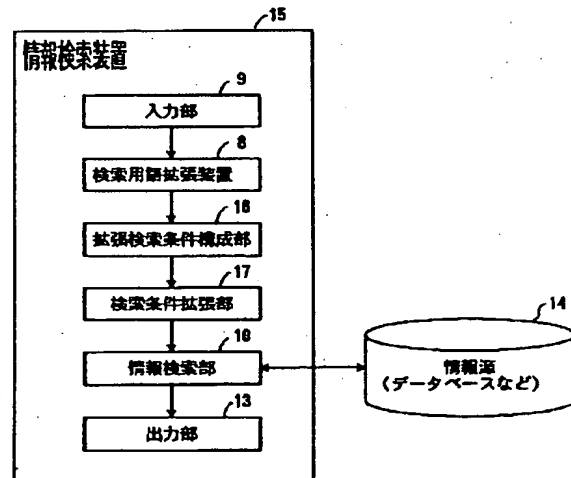 15
情報検索装置
9
入力部
8
検索用語拡張装置
16
拡張検索条件構成部
17
検索条件拡張部
10
情報検索部
14
情報源
(データベースなど)
13
出力部